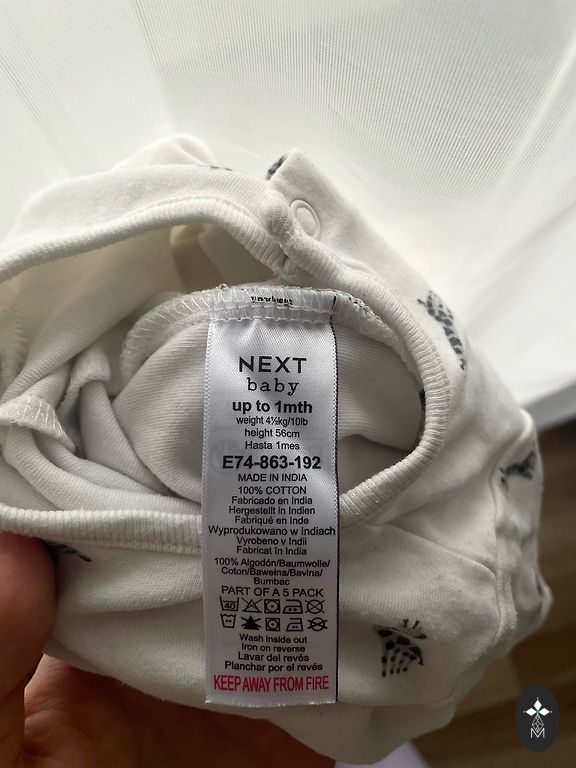 NEXT
baby
up to 1mth
weight 4½kg/10lb
height 56cm
Hasta 1mes
E74-863-192
MADE IN INDIA
100% COTTON
Fabricado en India
Hergestellt in Indien
Fabriqué en inde
Wyprodukowano w Indiach
Vyrobeno v Indii
Fabricat în India
100% Algodón/Baumwolle/
Coton/Bawełna/Bavlna/
Bumbac
PART OF A 5 PACK
40
Wash inside out
Iron on reverse
Lavar del revés
Planchar por el revés
KEEP AWAY FROM FIRE
M